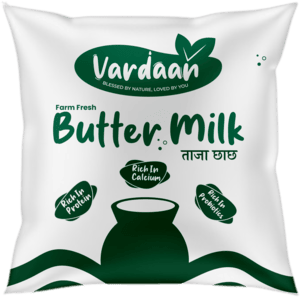 Vardaan
BLESSED BY NATURE, LOVED BY YOU
Farm Fresh
Butter Milk
ताजा छाछ
Rich In
Calcium
Rich In
Protein
Rich In
Probiotics